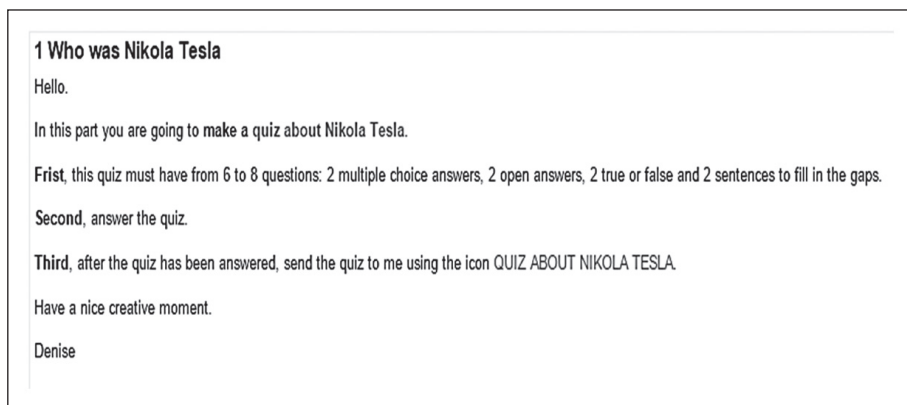 1 Who was Nikola Tesla
Hello.
In this part you are going to make a quiz about Nikola Tesla.
Frist, this quiz must have from 6 to 8 questions: 2 multiple choice answers, 2 open answers, 2 true or false and 2 sentences to fill in the gaps.
Second, answer the quiz.
Third, after the quiz has been answered, send the quiz to me using the icon QUIZ ABOUT NIKOLA TESLA.
Have a nice creative moment.
Denise